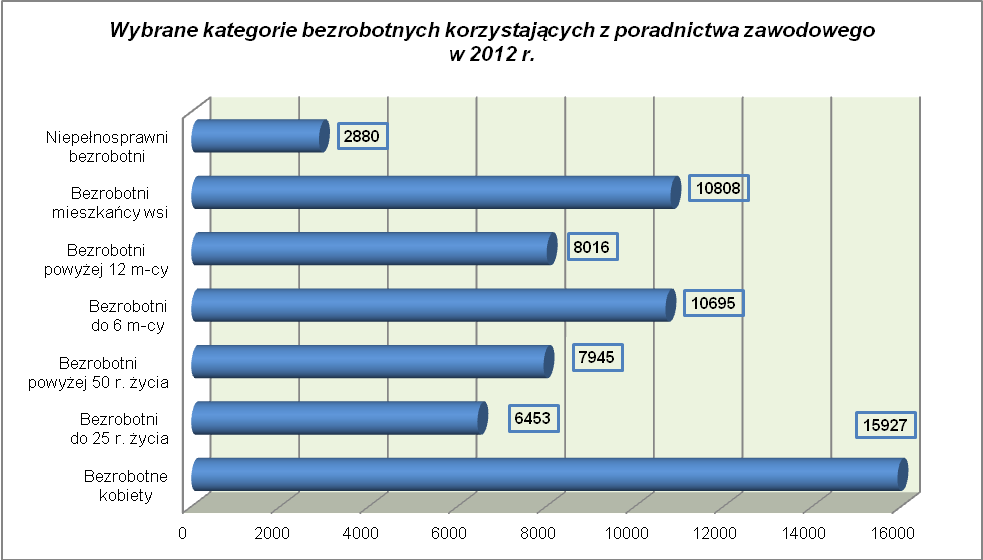 Wybrane kategorie bezrobotnych korzystających z poradnictwa zawodowego
w 2012 r.
Niepełnosprawni
bezrobotni
2880
Bezrobotni
mieszkańcy wsi
10808
Bezrobotni
powyżej 12 m-cy
8016
Bezrobotni
do 6 m-cy
10695
Bezrobotni
powyżej 50 r. życia
7945
Bezrobotni
do 25 r. życia
6453
Bezrobotne
kobiety
15927
0 2000 4000 6000 8000 10000 12000 14000 16000